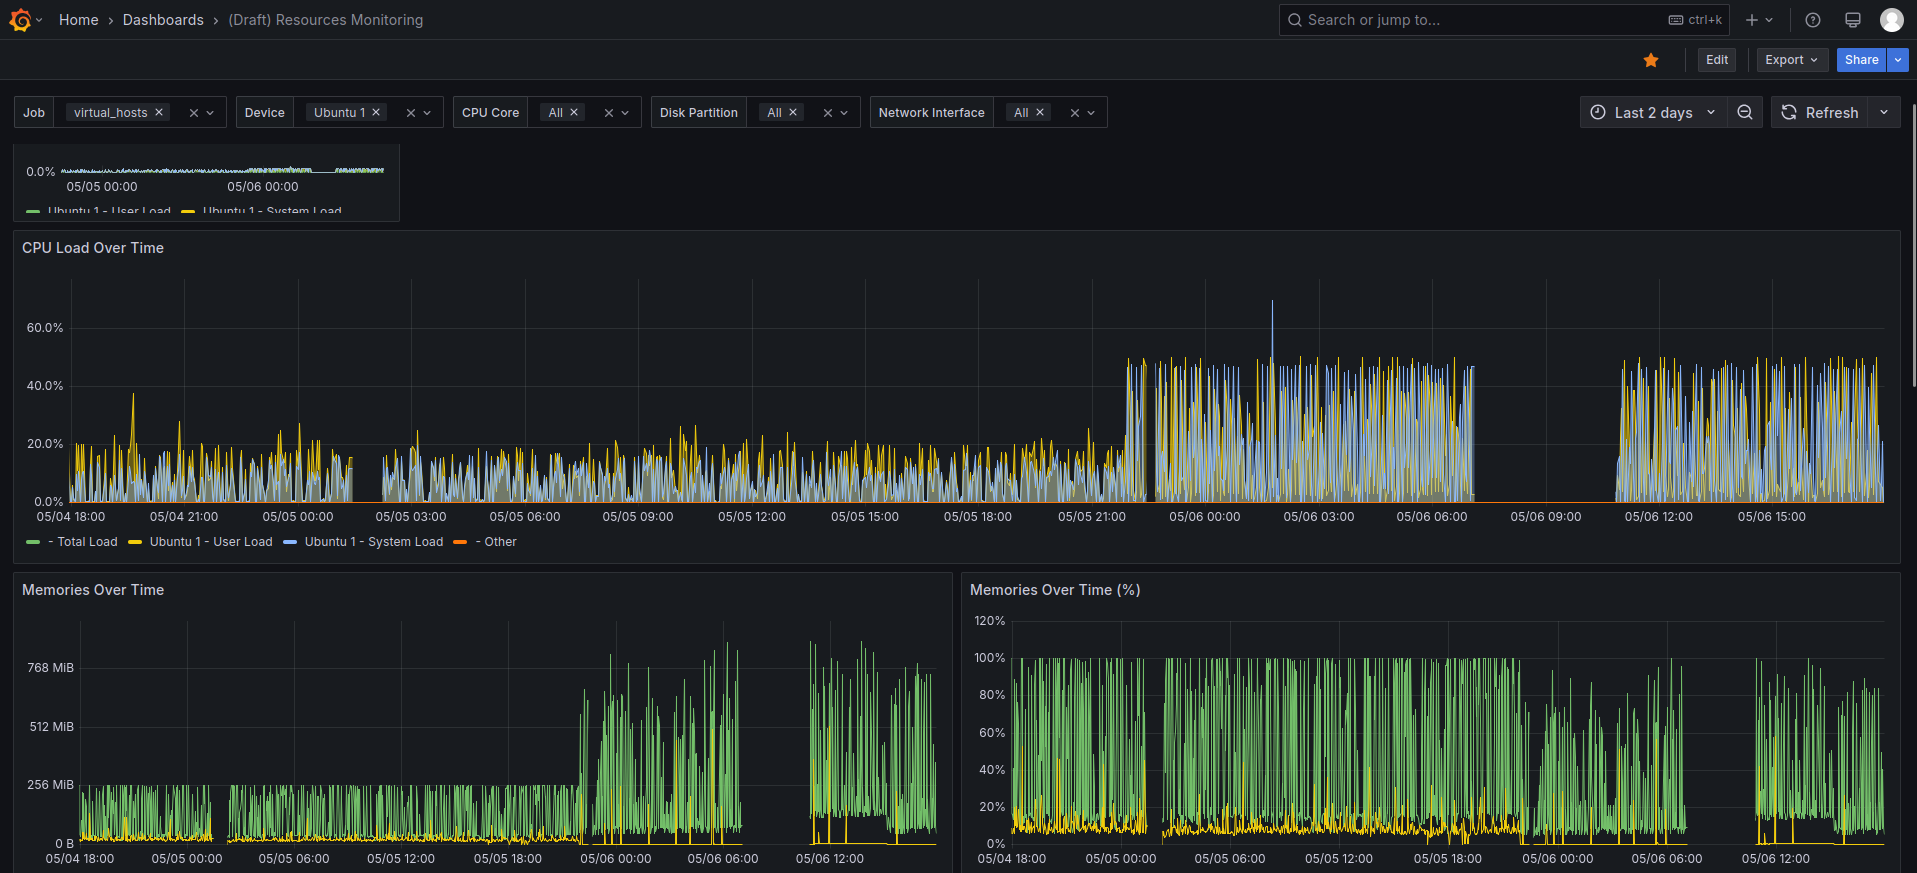 Home › Dashboards › (Draft) Resources Monitoring
Search or jump to...
ctrl+k
Edit
Export
Share
Job
virtual_hosts
Device
Ubuntu 1
CPU Core
All
Disk Partition
All
Network Interface
All
Last 2 days
Refresh
0.0%
05/05 00:00 05/06 00:00
Ubuntu 1 - User Load Ubuntu 1 - System Load
CPU Load Over Time
60.0%
40.0%
20.0%
0.0%
05/04 18:00 05/04 21:00 05/05 00:00 05/05 03:00 05/05 06:00 05/05 09:00 05/05 12:00 05/05 15:00 05/05 18:00 05/05 21:00 05/06 00:00 05/06 03:00 05/06 06:00 05/06 09:00 05/06 12:00 05/06 15:00
- Total Load Ubuntu 1 - User Load Ubuntu 1 - System Load - Other
Memories Over Time
768 MiB
512 MiB
256 MiB
0 B
05/04 18:00 05/05 00:00 05/05 06:00 05/05 12:00 05/05 18:00 05/06 00:00 05/06 06:00 05/06 12:00
Memories Over Time (%)
120%
100%
80%
60%
40%
20%
0%
05/04 18:00 05/05 00:00 05/05 06:00 05/05 12:00 05/05 18:00 05/06 00:00 05/06 06:00 05/06 12:00